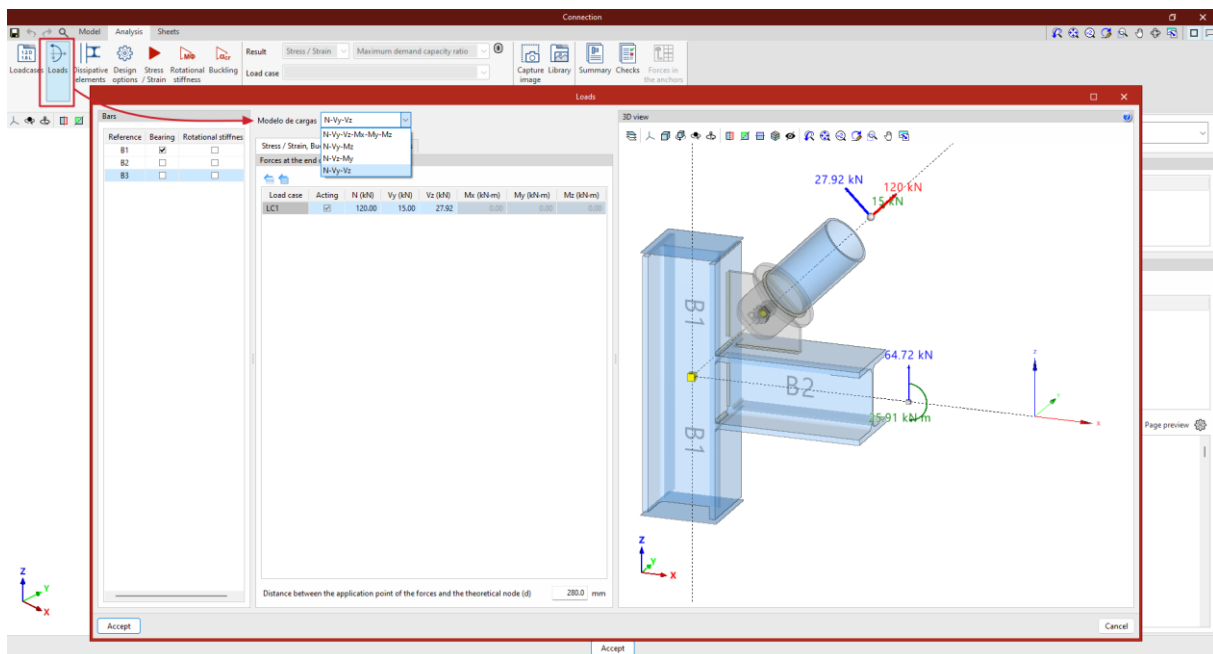 Connection
Model Analysis Sheets
Loadcases Loads Dissipative elements Design options Stress / Strain Rotational stiffness Buckling
Result Stress / Strain Maximum demand capacity ratio
Load case
Capture image Library Summary Checks Forces in the anchors
Loads
Bars
Reference Bearing Rotational stiffnes
B1
B2
B3
Modelo de cargas N-Vy-Vz
N-Vy-Vz-Mx-My-Mz
N-Vy-Mz
N-Vz-My
N-Vy-Vz
Stress / Strain, Bu
Forces at the end
Load case Acting N (kN) Vy (kN) Vz (kN) Mx (kN·m) My (kN·m) Mz (kN·m)
LC1 120.00 15.00 27.92 0.00 0.00 0.00
Distance between the application point of the forces and the theoretical node (d) 280.0 mm
3D view
27.92 kN
120 kN
15 kN
B1
64.72 kN
B2
B1
z
Y
x
Z
Y
X
Page preview
Z
Y
X
Accept
Cancel
Accept